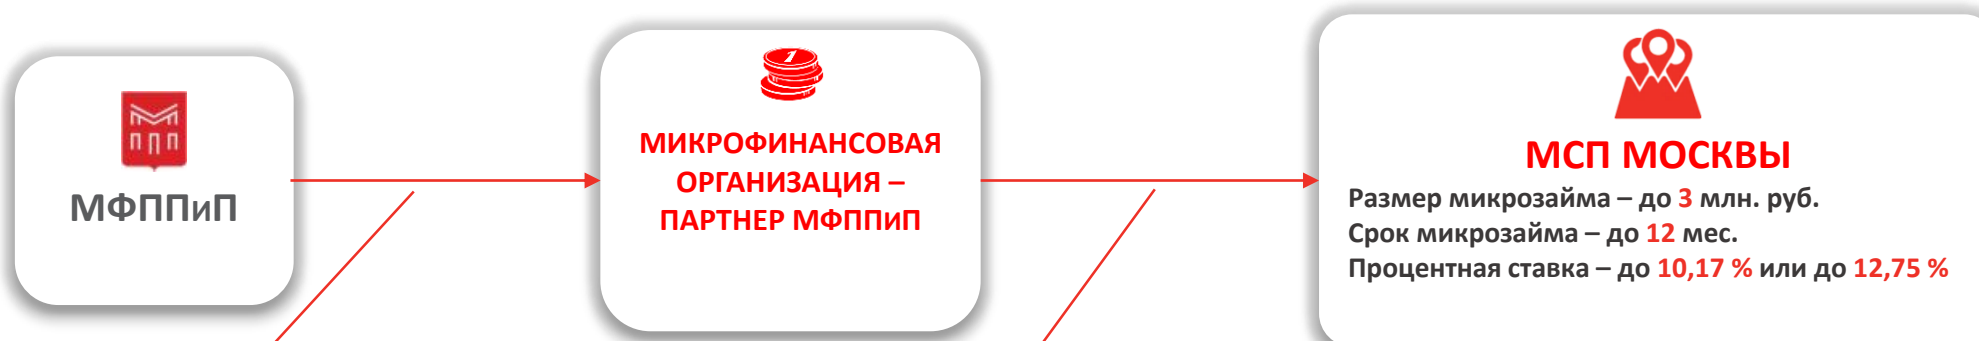 МФППиП
МИКРОФИНАНСОВАЯ
ОРГАНИЗАЦИЯ –
ПАРТНЕР МФППиП
МСП МОСКВЫ
Размер микрозайма – до 3 млн. руб.
Срок микрозайма – до 12 мес.
Процентная ставка – до 10,17 % или до 12,75 %